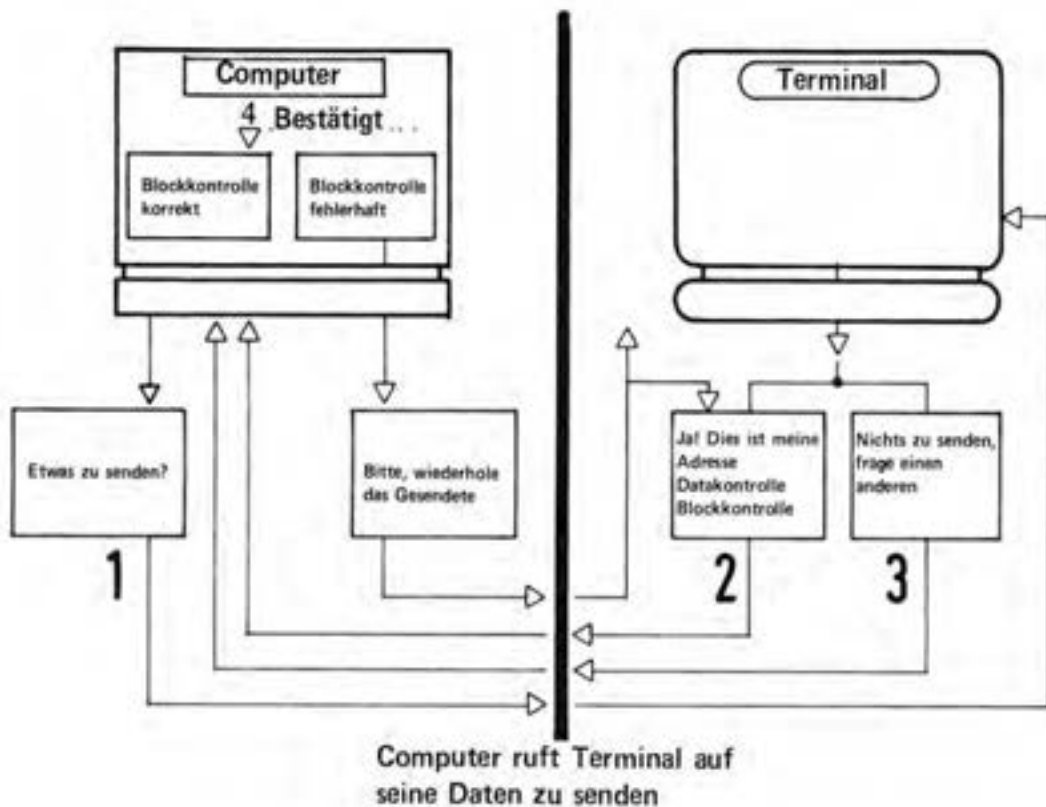 Computer
Terminal
4 Bestätigt...
Blockkontrolle
korrekt
Blockkontrolle
fehlerhaft
Etwas zu senden?
Bitte, wiederhole
das Gesendete
Ja! Dies ist meine
Adresse
Datakontrolle
Blockkontrolle
Nichts zu senden,
frage einen
anderen
1
2
3
Computer ruft Terminal auf
seine Daten zu senden